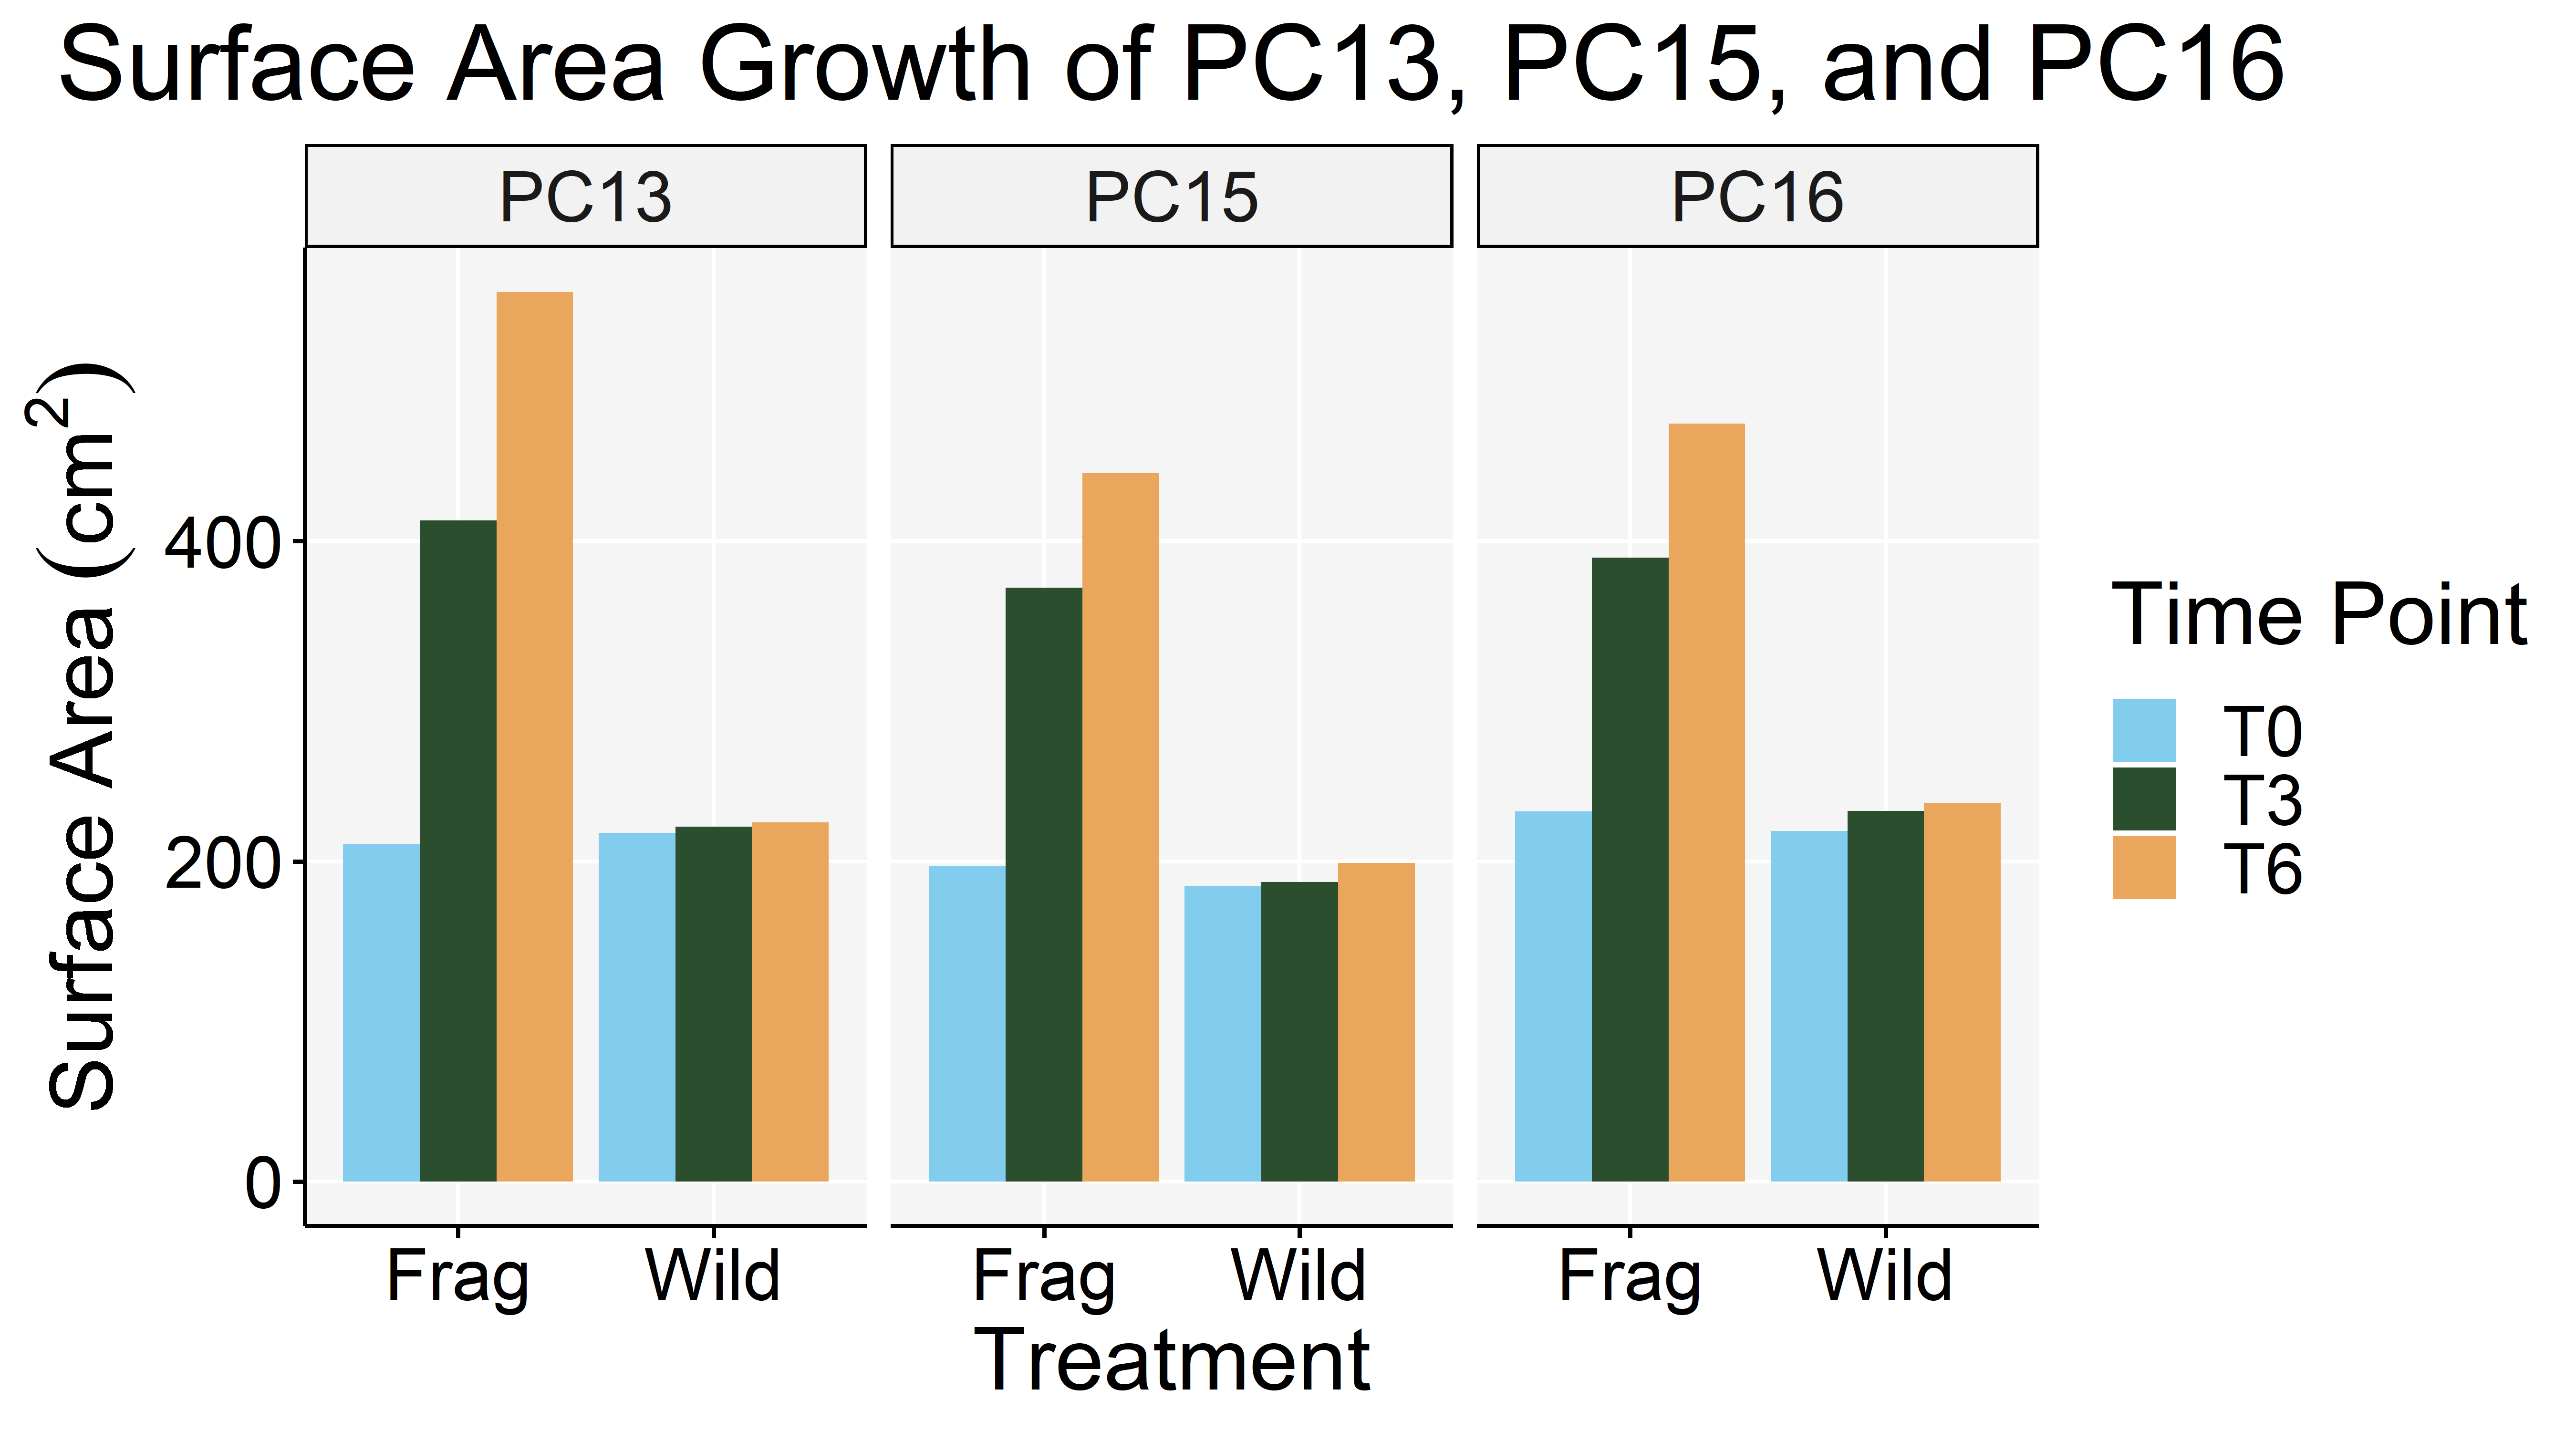 Surface Area Growth of PC13, PC15, and PC16
PC13
PC15
PC16
Surface Area (cm²)
400
200
0
Frag
Wild
Frag
Wild
Frag
Wild
Treatment
Time Point
T0
T3
T6